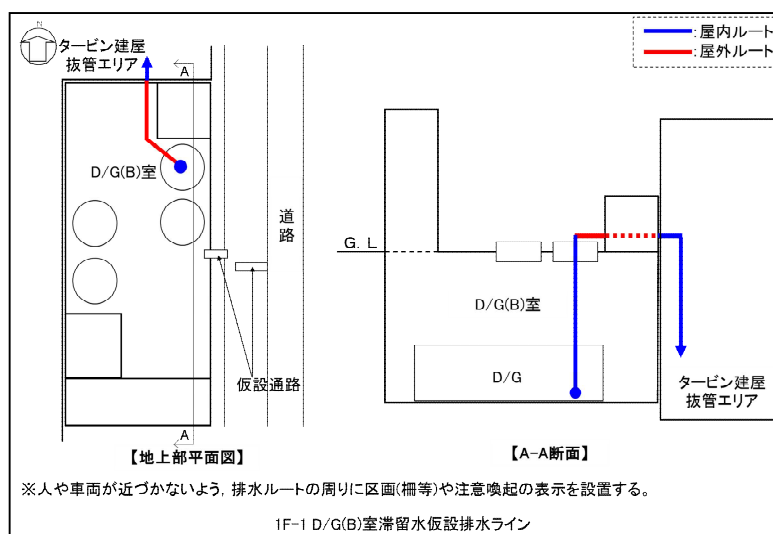 N
タービン建屋
抜管エリア
A
D/G(B)室
道路
仮設通路
A
【地上部平面図】
:屋内ルート
:屋外ルート
G.L
D/G(B)室
D/G
タービン建屋
抜管エリア
【A-A断面】
※人や車両が近づかないよう，排水ルートの周りに区画(柵等)や注意喚起の表示を設置する。
1F-1 D/G(B)室滞留水仮設排水ライン